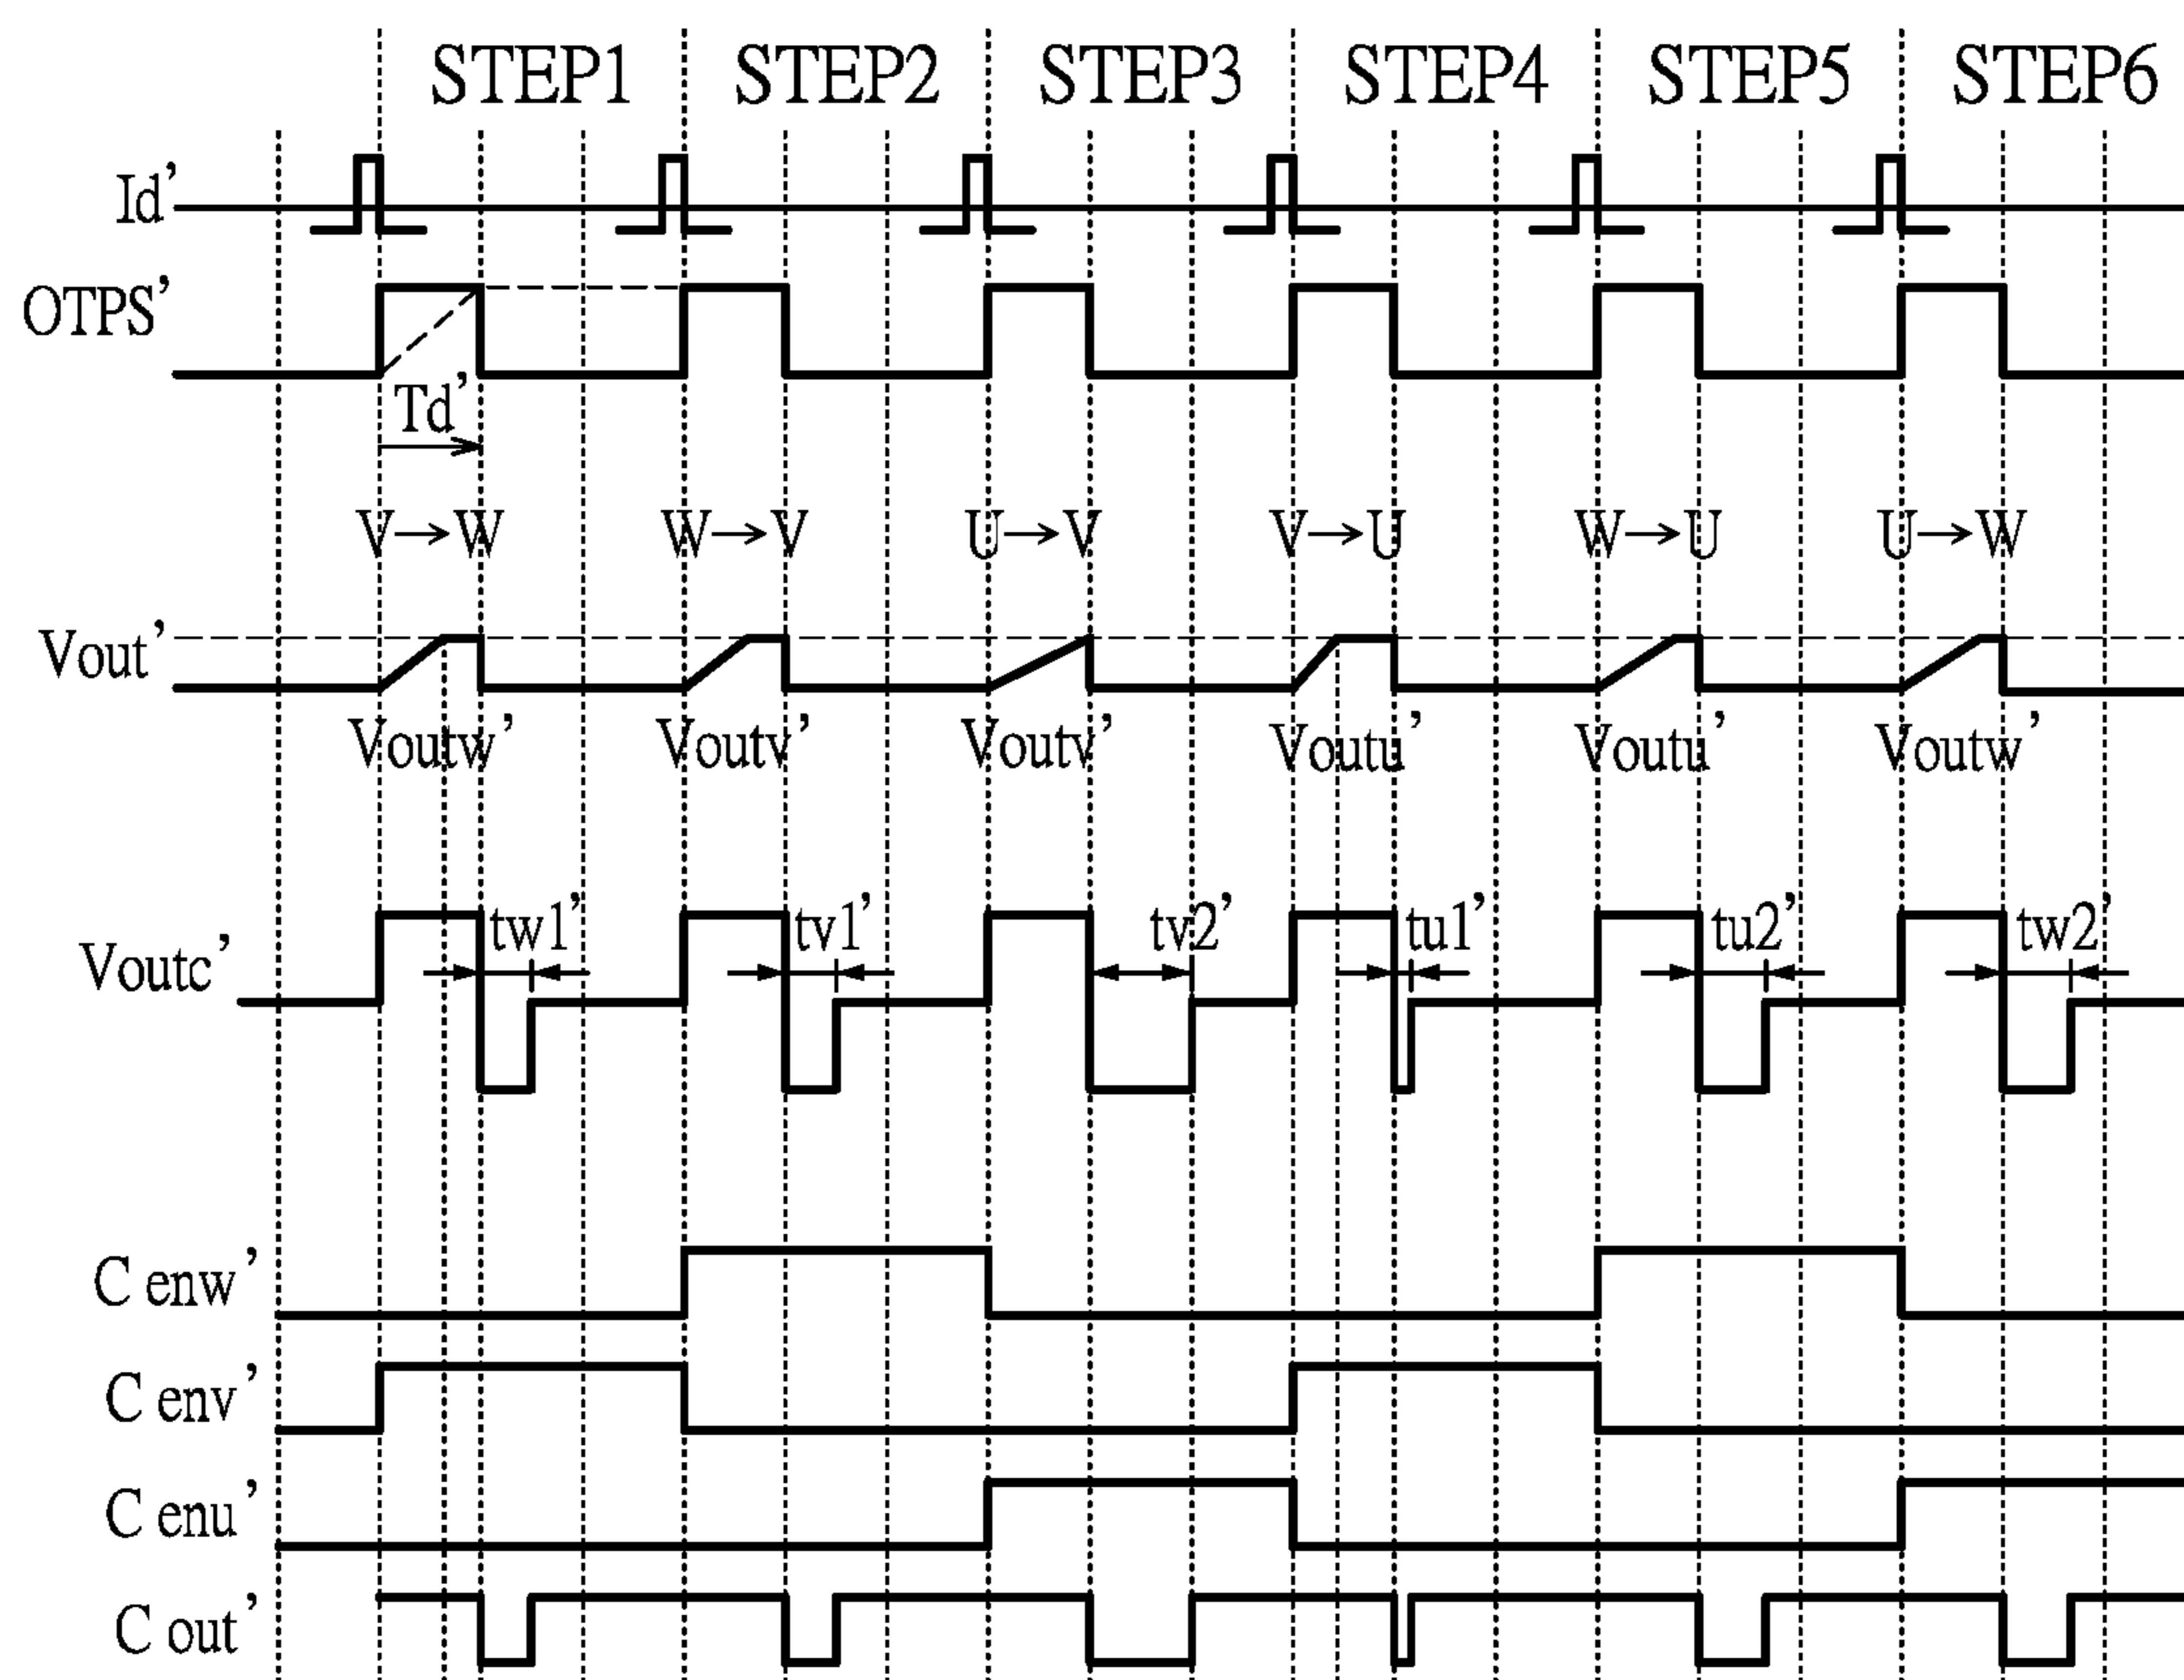 STEP1 STEP2 STEP3 STEP4 STEP5 STEP6
Id’
OTPS’
Td’
V→W W→V U→V V→U W→U U→W
Vout’
Voutw’ Voutv’ Voutv’ Voutu’ Voutu’ Voutw’
tw1’ tv1’ tv2’ tu1’ tu2’ tw2’
Voutc’
C enw’
C env’
C enu’
C out’